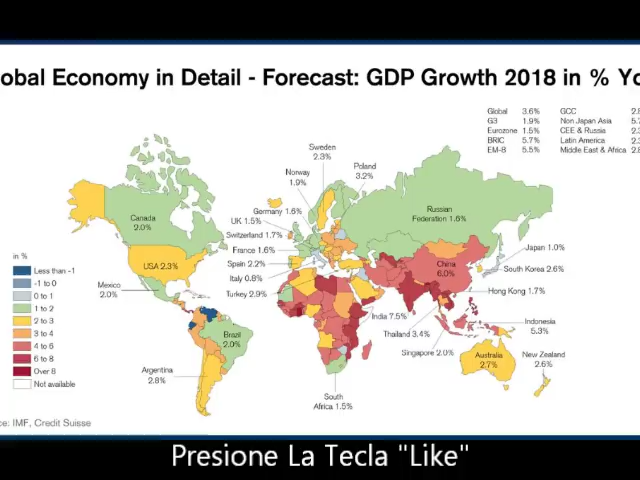 obal Economy in Detail - Forecast: GDP Growth 2018 in % Yo
Global 3.6% GCC 2.
G3 1.9% Non Japan Asia 5.
Eurozone 1.5% CEE & Russia 2.
BRIC 5.7% Latin America 2.
EM-8 5.5% Middle East & Africa 2.
Sweden
2.3%
Poland
3.2%
Norway
1.9%
Germany 1.6%
UK 1.5%
Switzerland 1.7%
France 1.6%
Spain 2.2%
Italy 0.8%
Turkey 2.9%
Russian
Federation 1.6%
Canada
2.0%
USA 2.3%
Mexico
2.0%
Brazil
2.0%
Argentina
2.8%
China
6.0%
Japan 1.0%
South Korea 2.6%
Hong Kong 1.7%
India 7.5%
Thailand 3.4%
Singapore 2.0%
Indonesia
5.3%
Australia
2.7%
New Zealand
2.6%
South
Africa 1.5%
in %
Less than -1
-1 to 0
0 to 1
1 to 2
2 to 3
3 to 4
4 to 6
6 to 8
Over 8
Not available
ce: IMF, Credit Suisse
Presione La Tecla "Like"